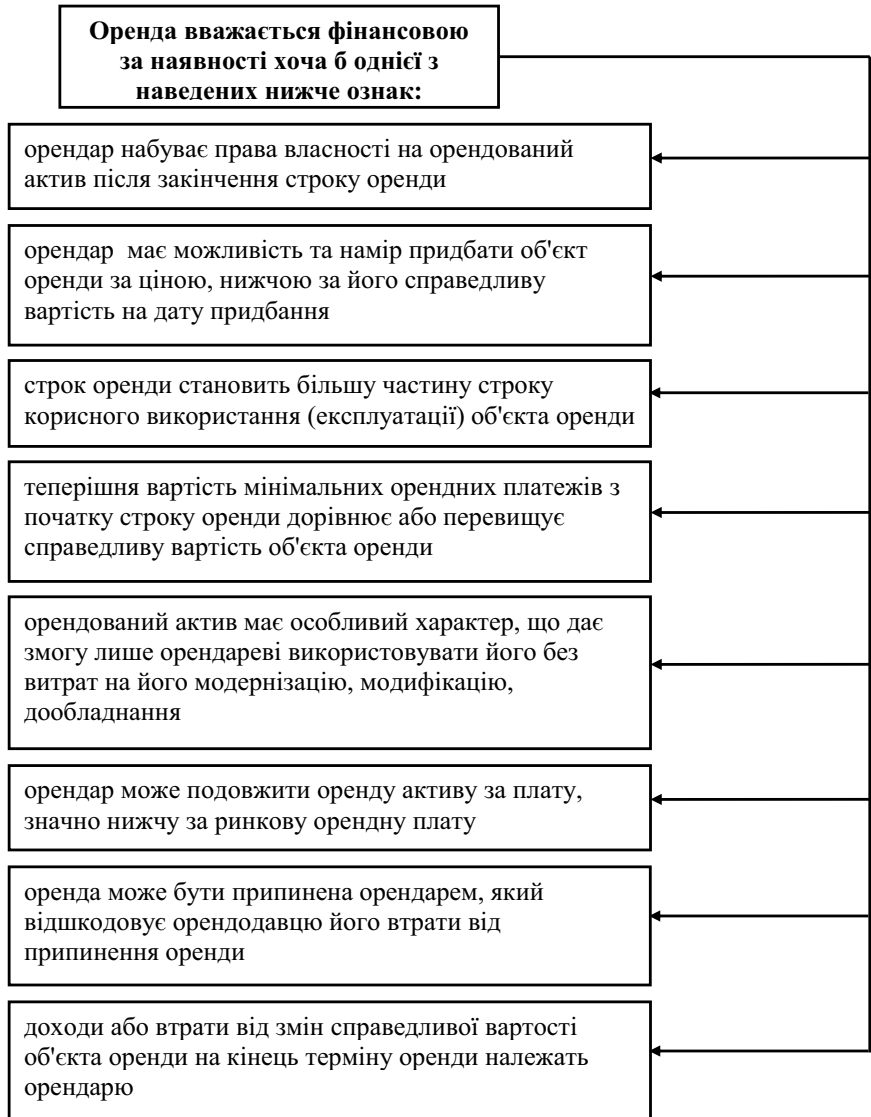 Оренда вважається фінансовою
за наявності хоча б однієї з
наведених нижче ознак:
орендар набуває права власності на орендований
актив після закінчення строку оренди
орендар має можливість та намір придбати об'єкт
оренди за ціною, нижчою за його справедливу
вартість на дату придбання
строк оренди становить більшу частину строку
корисного використання (експлуатації) об'єкта оренди
теперішня вартість мінімальних орендних платежів з
початку строку оренди дорівнює або перевищує
справедливу вартість об'єкта оренди
орендований актив має особливий характер, що дає
змогу лише орендареві використовувати його без
витрат на його модернізацію, модифікацію,
дообладнання
орендар може подовжити оренду активу за плату,
значно нижчу за ринкову орендну плату
оренда може бути припинена орендарем, який
відшкодовує орендодавцю його втрати від
припинення оренди
доходи або втрати від змін справедливої вартості
об'єкта оренди на кінець терміну оренди належать
орендарю